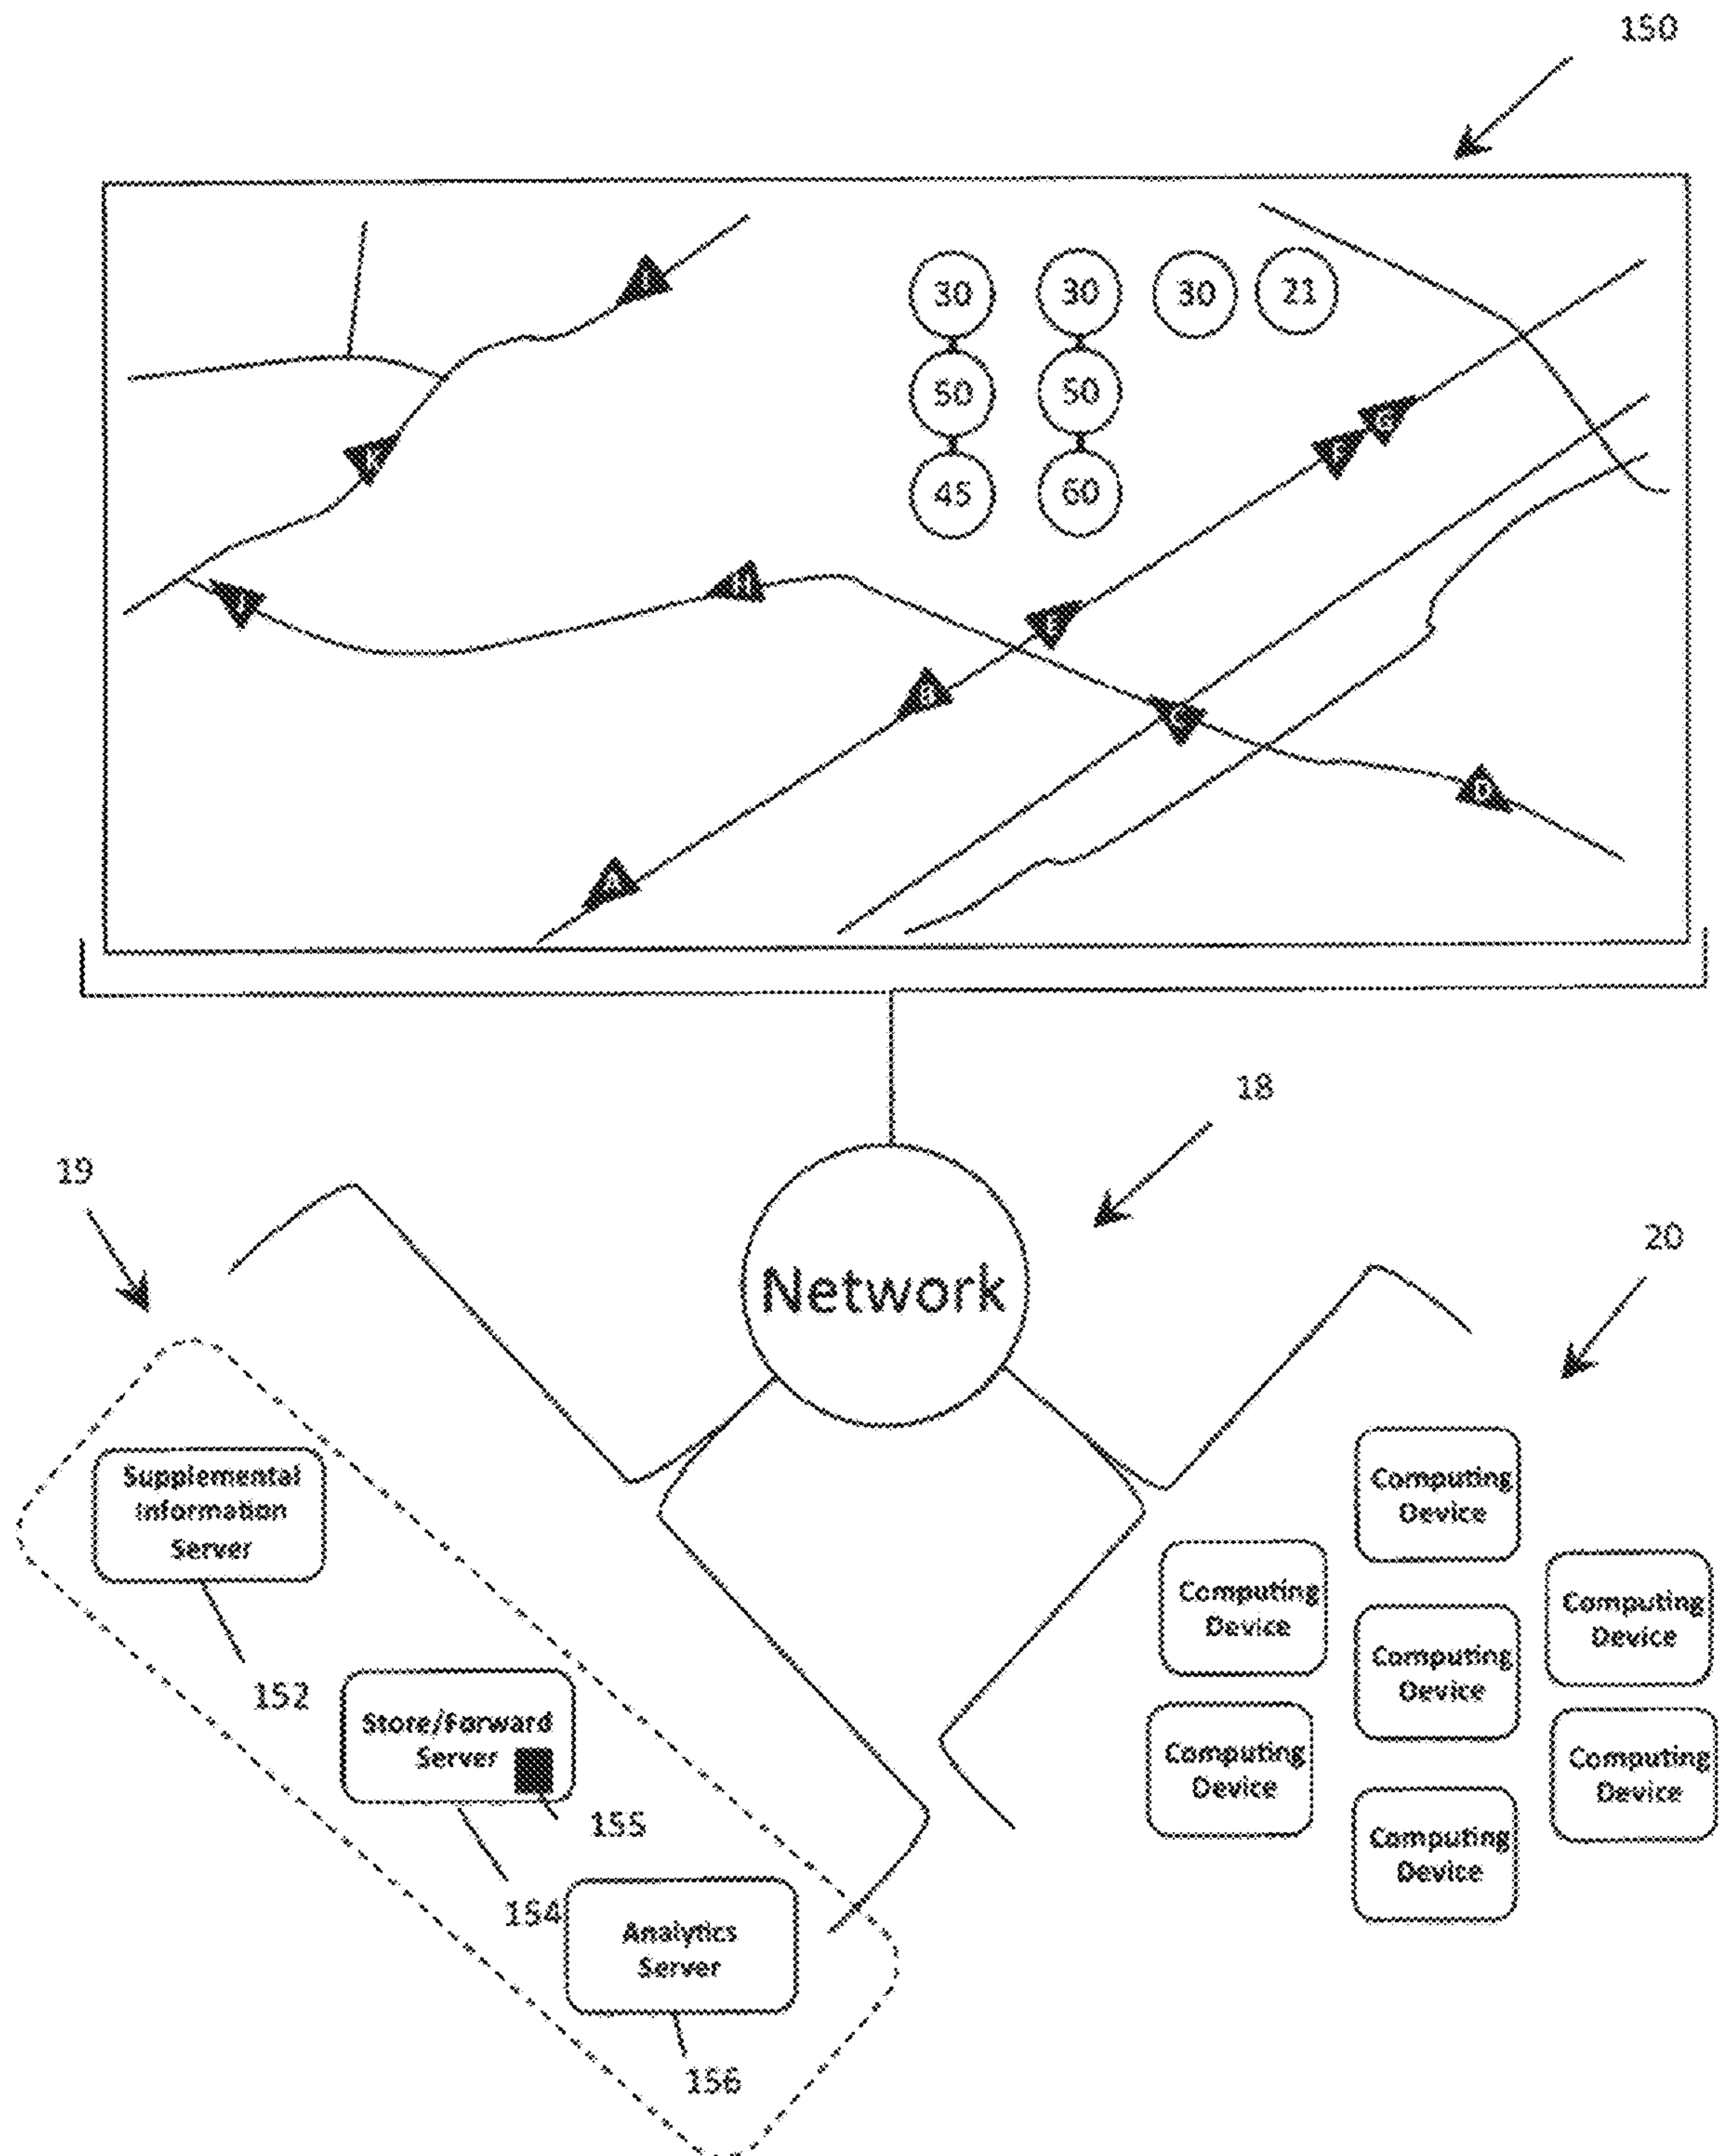 150
30 30 30 21
50 50
45 60
F G
E
H
C
D
A
18
19
20
Network
Supplemental
Information
Server
152
Store/Forward
Server
155
154
Analytics
Server
156
Computing
Device
Computing
Device
Computing
Device
Computing
Device
Computing
Device
Computing
Device
Computing
Device